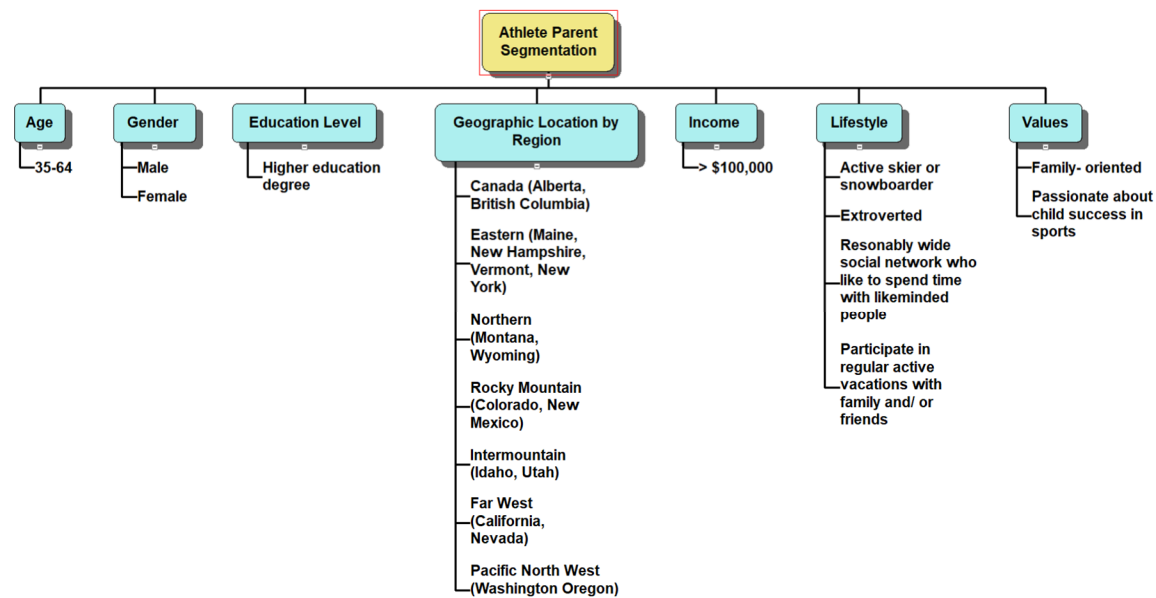 Athlete Parent
Segmentation
Age
35-64
Gender
Male
Female
Education Level
Higher education
degree
Geographic Location by
Region
Canada (Alberta,
British Columbia)
Eastern (Maine,
New Hampshire,
Vermont, New
York)
Northern
(Montana,
Wyoming)
Rocky Mountain
(Colorado, New
Mexico)
Intermountain
(Idaho, Utah)
Far West
(California,
Nevada)
Pacific North West
(Washington Oregon)
Income
> $100,000
Lifestyle
Active skier or
snowboarder
Extroverted
Resonably wide
social network who
like to spend time
with likeminded
people
Participate in
regular active
vacations with
family and/ or
friends
Values
Family- oriented
Passionate about
child success in
sports